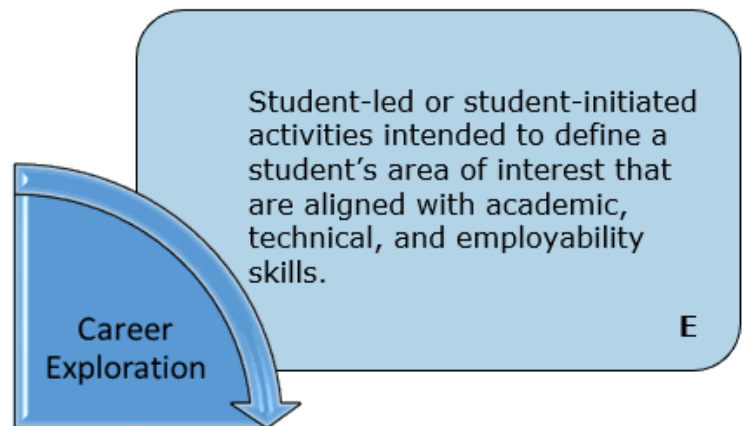 Student-led or student-initiated
activities intended to define a
student's area of interest that
are aligned with academic,
technical, and employability
skills.
E
Career
Exploration